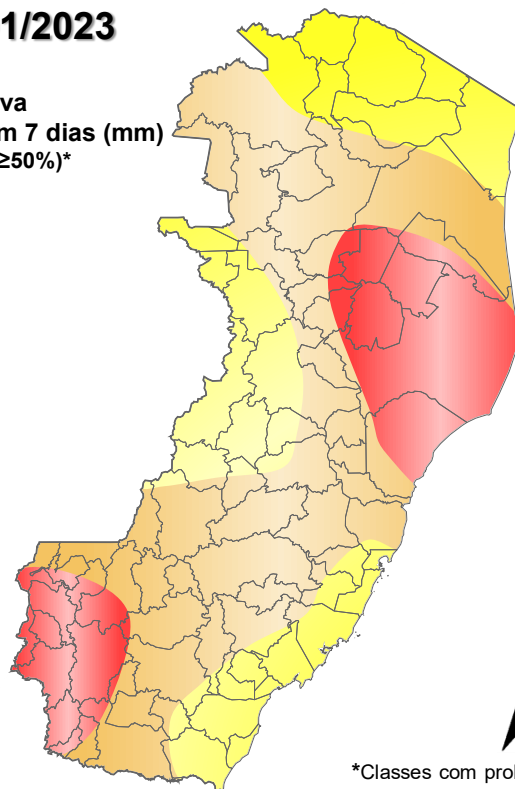 1/2023
va
m 7 dias (mm)
≥50%)*
*Classes com prob